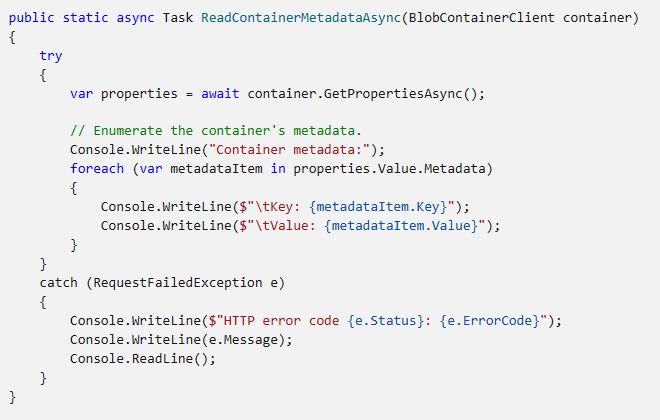 public static async Task ReadContainerMetadataAsync(BlobContainerClient container)
{
    try
    {
        var properties = await container.GetPropertiesAsync();

        // Enumerate the container's metadata.
        Console.WriteLine("Container metadata:");
        foreach (var metadataItem in properties.Value.Metadata)
        {
            Console.WriteLine($"\tKey: {metadataItem.Key}");
            Console.WriteLine($"\tValue: {metadataItem.Value}");
        }
    }
    catch (RequestFailedException e)
    {
        Console.WriteLine($"HTTP error code {e.Status}: {e.ErrorCode}");
        Console.WriteLine(e.Message);
        Console.ReadLine();
    }
}